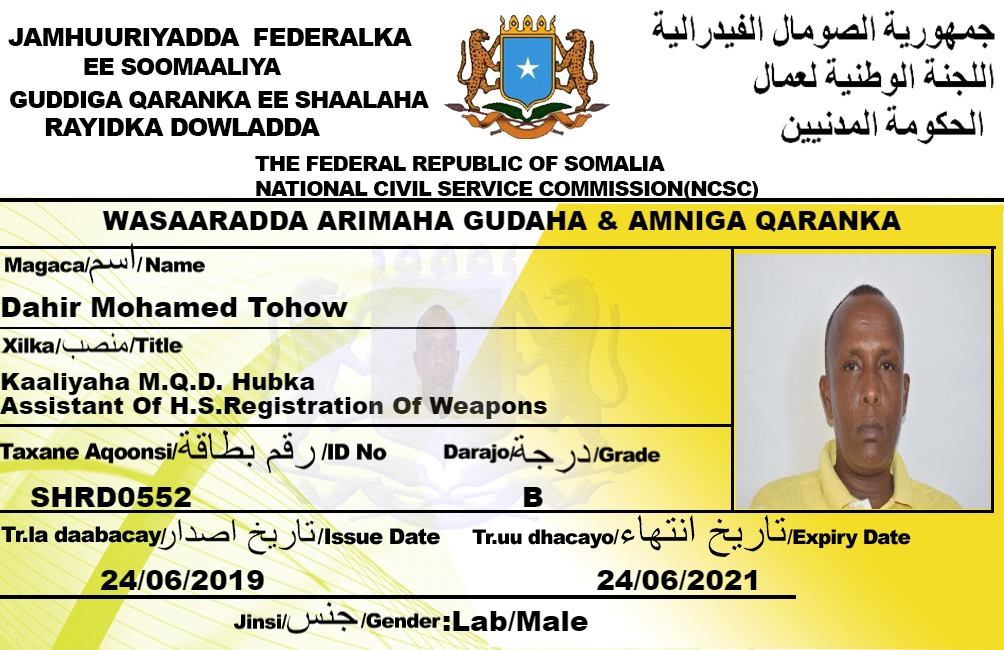 JAMHUURIYADDA FEDERALKA
EE SOOMAALIYA
GUDDIGA QARANKA EE SHAALAHA
RAYIDKA DOWLADDA
جمهورية الصومال الفيدرالية
اللجنة الوطنية لعمال
الحكومة المدنيين
THE FEDERAL REPUBLIC OF SOMALIA
NATIONAL CIVIL SERVICE COMMISSION(NCSC)
WASAARADDA ARIMAHA GUDAHA & AMNIGA QARANKA
Magaca/اسم/Name
Dahir Mohamed Tohow
Xilka/منصب/Title
Kaaliyaha M.Q.D. Hubka
Assistant Of H.S.Registration Of Weapons
Taxane Aqoonsi/رقم بطاقة/ID No
Darajo/درجة/Grade
SHRD0552
B
Tr.la daabacay/تاريخ اصدار/Issue Date
Tr.uu dhacayo/تاريخ انتهاء/Expiry Date
24/06/2019
24/06/2021
Jinsi/جنس/Gender:Lab/Male